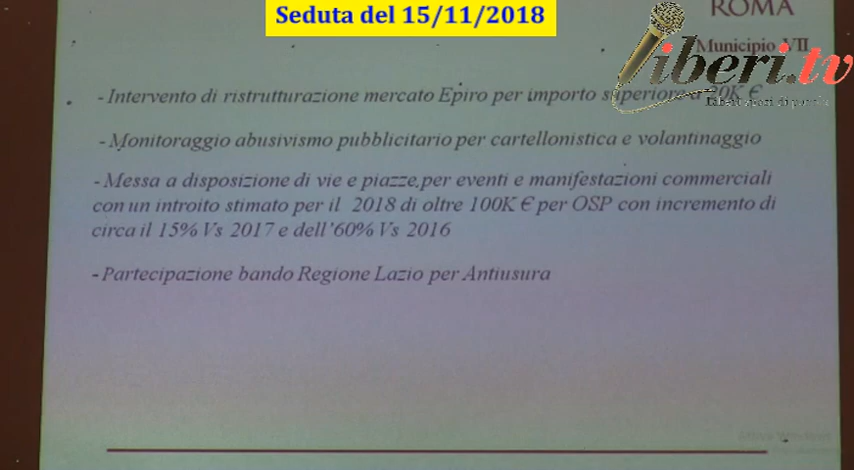 Seduta del 15/11/2018
ROMA
Municipio VII
liberi.tv
- Intervento di ristrutturazione mercato Epiro per importo superiore a 20K €
- Monitoraggio abusivismo pubblicitario per cartellonistica e volantinaggio
- Messa a disposizione di vie e piazze,per eventi e manifestazioni commerciali
con un introito stimato per il 2018 di oltre 100K € per OSP con incremento di
circa il 15% Vs 2017 e dell'60% Vs 2016
- Partecipazione bando Regione Lazio per Antiusura